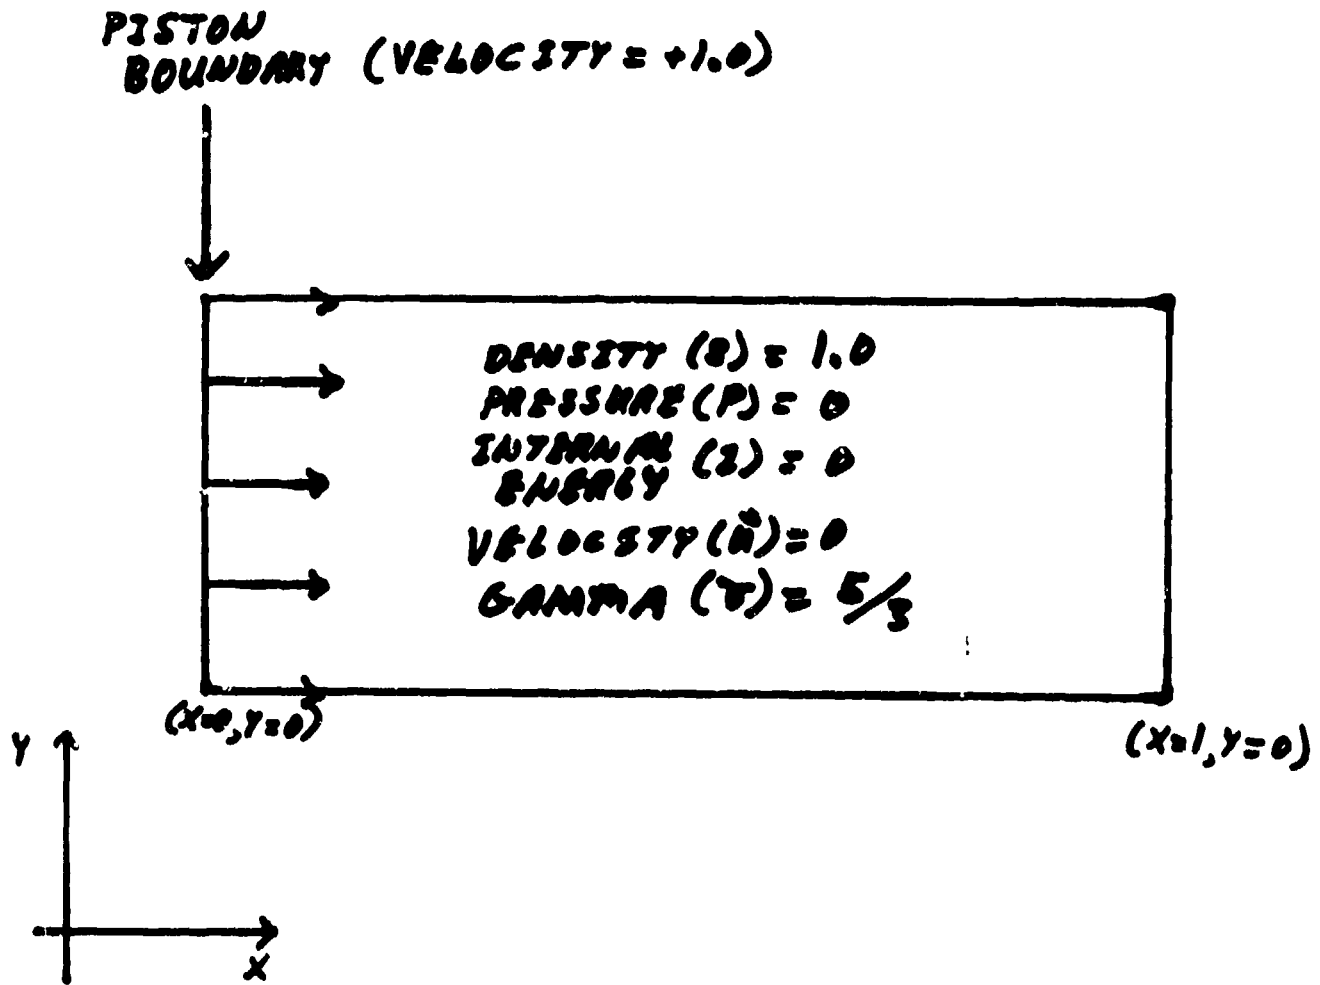 PISTON
BOUNDARY (VELOCITY = +1.0)
DENSITY (8) = 1.0
PRESSURE (P) = 0
INTERNAL (I) = 0
ENERGY
VELOCITY (u⃗) = 0
GAMMA (γ) = 5/3
(X=0, Y=0)
(X=1, Y=0)
Y
X